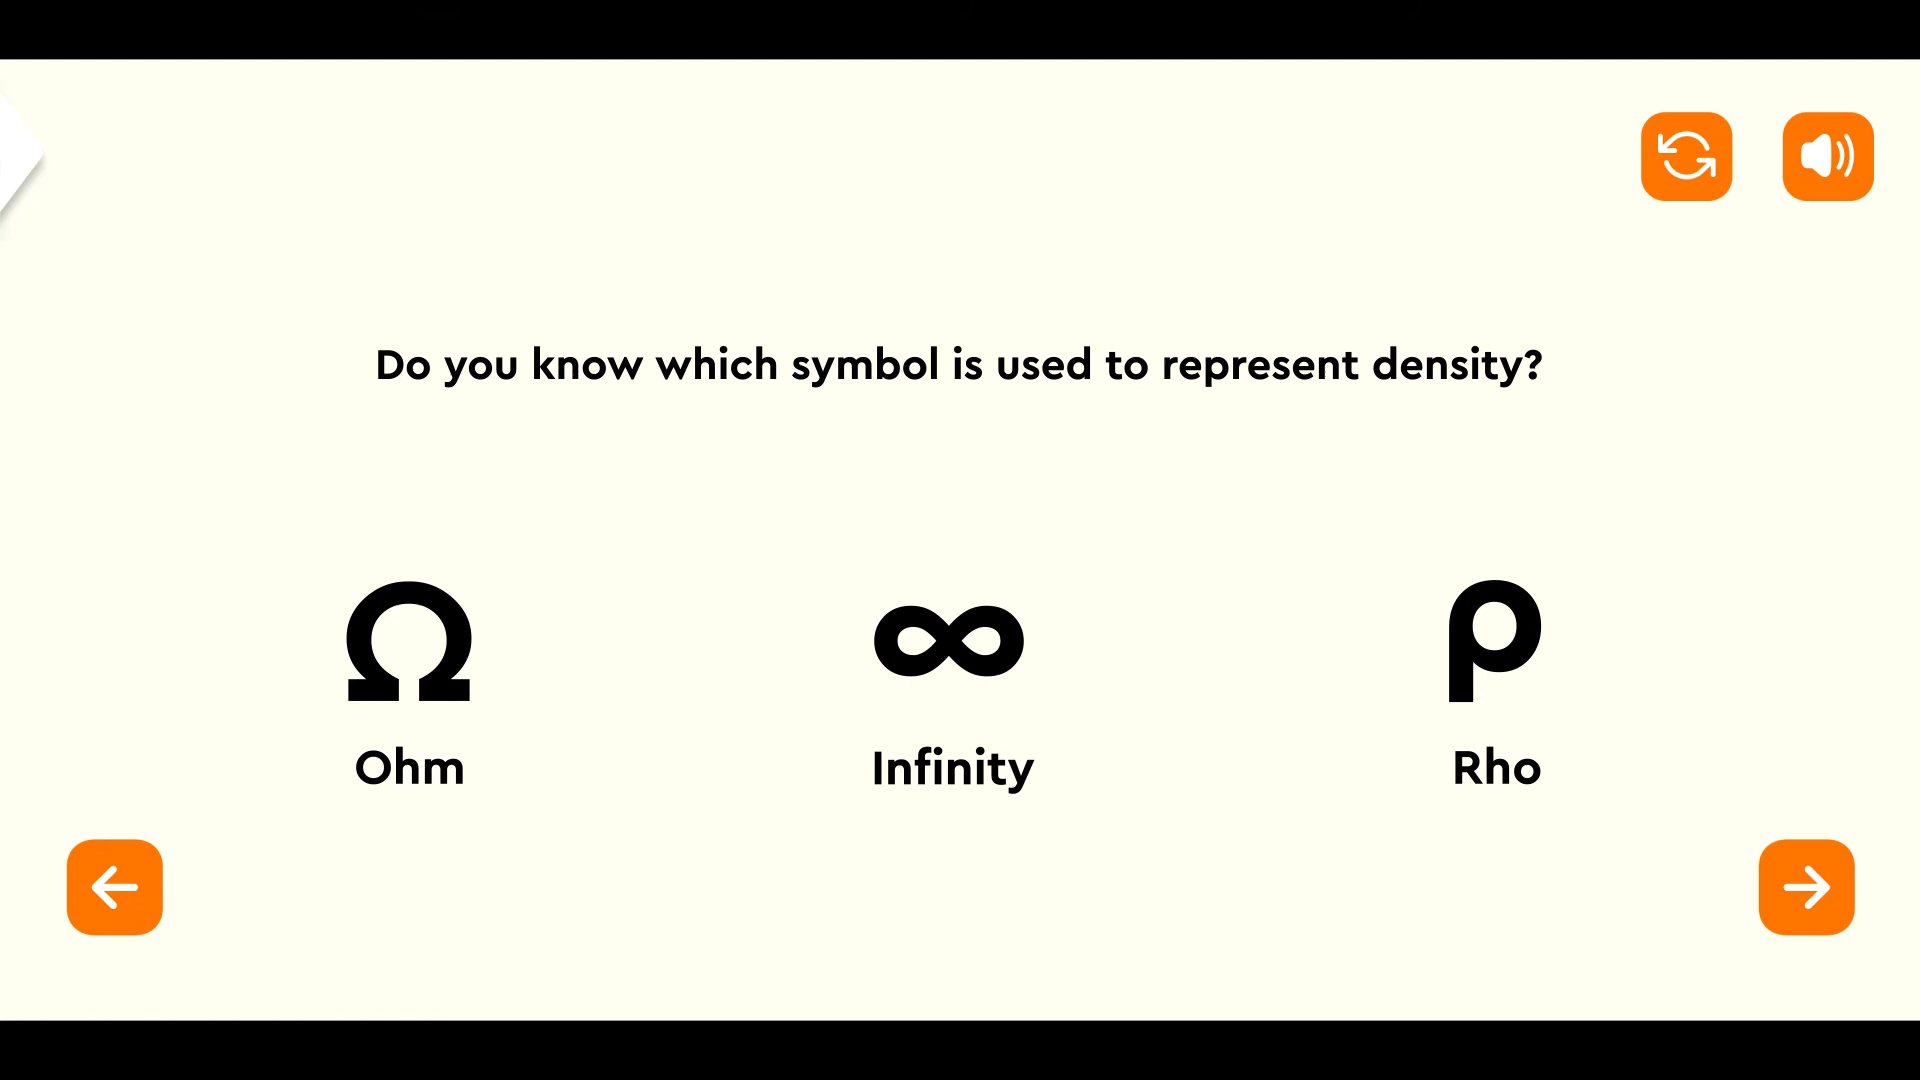 Do you know which symbol is used to represent density?
Ω ∞ ρ
Ohm Infinity Rho